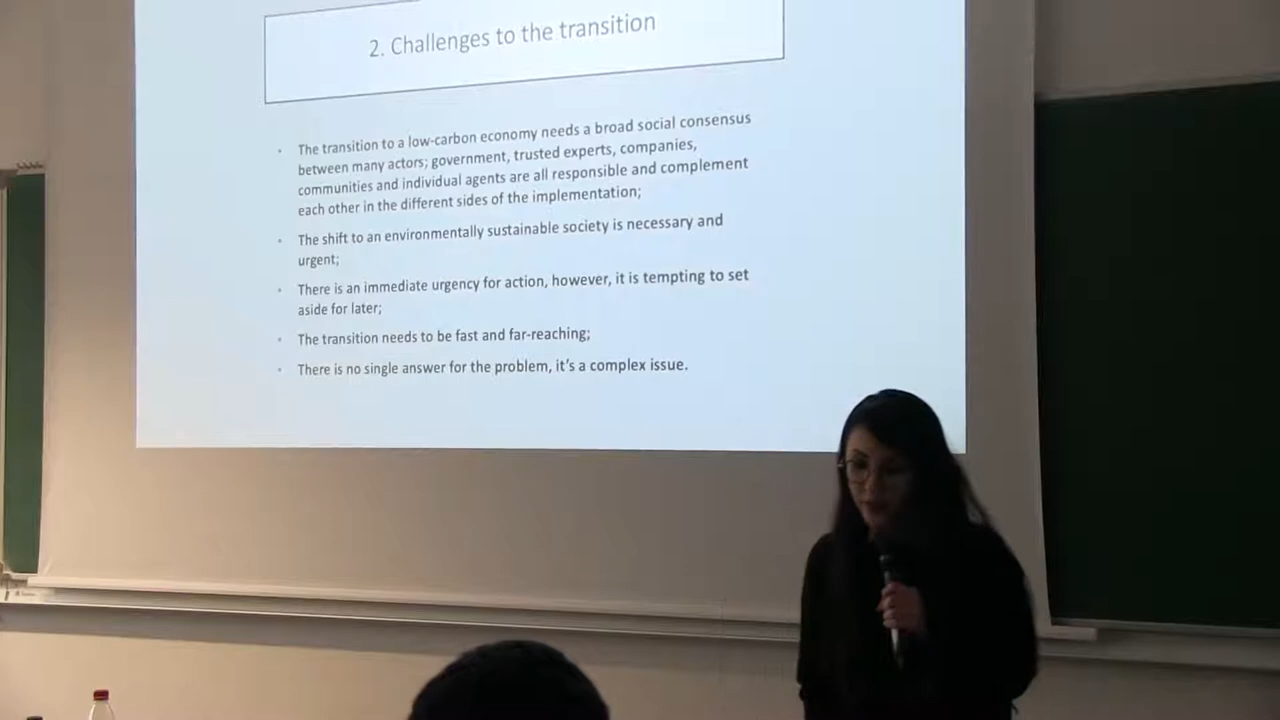 2. Challenges to the transition
The transition to a low-carbon economy needs a broad social consensus
between many actors; government, trusted experts, companies,
communities and individual agents are all responsible and complement
each other in the different sides of the implementation;
The shift to an environmentally sustainable society is necessary and
urgent;
There is an immediate urgency for action, however, it is tempting to set
aside for later;
The transition needs to be fast and far-reaching;
There is no single answer for the problem, it's a complex issue.